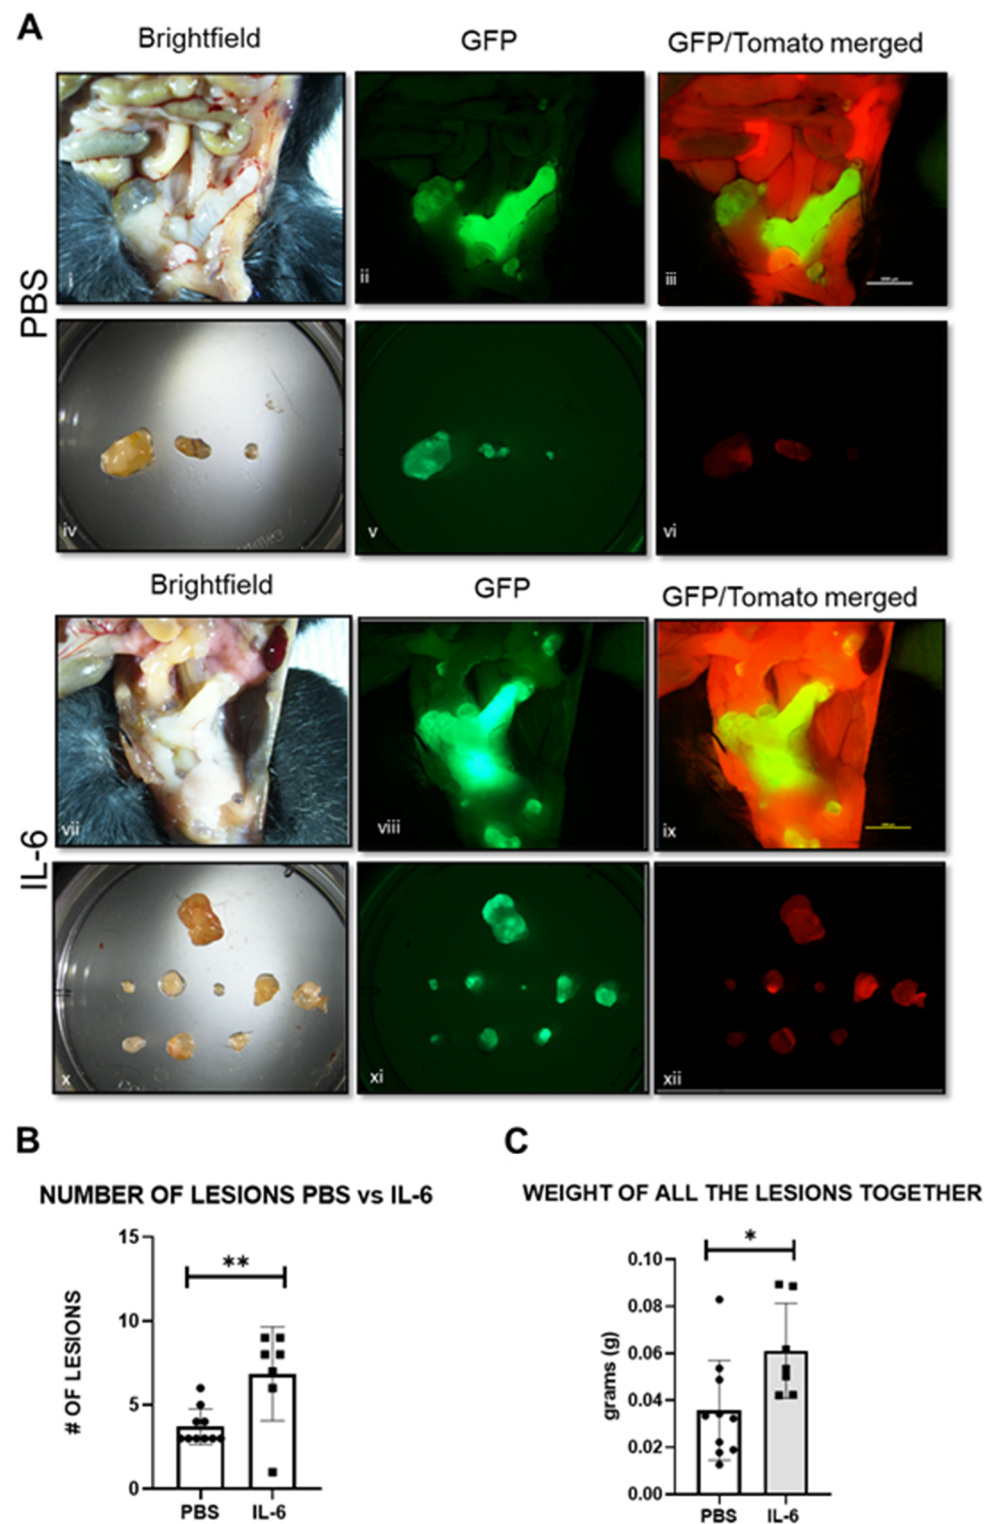 A
Brightfield GFP GFP/Tomato merged
PBS
i ii iii
iv v vi
Brightfield GFP GFP/Tomato merged
IL-6
vii viii ix
x xi xii
B
NUMBER OF LESIONS PBS vs IL-6
# OF LESIONS
15
10
5
0
**
PBS IL-6
C
WEIGHT OF ALL THE LESIONS TOGETHER
grams (g)
0.10
0.08
0.06
0.04
0.02
0.00
*
PBS IL-6